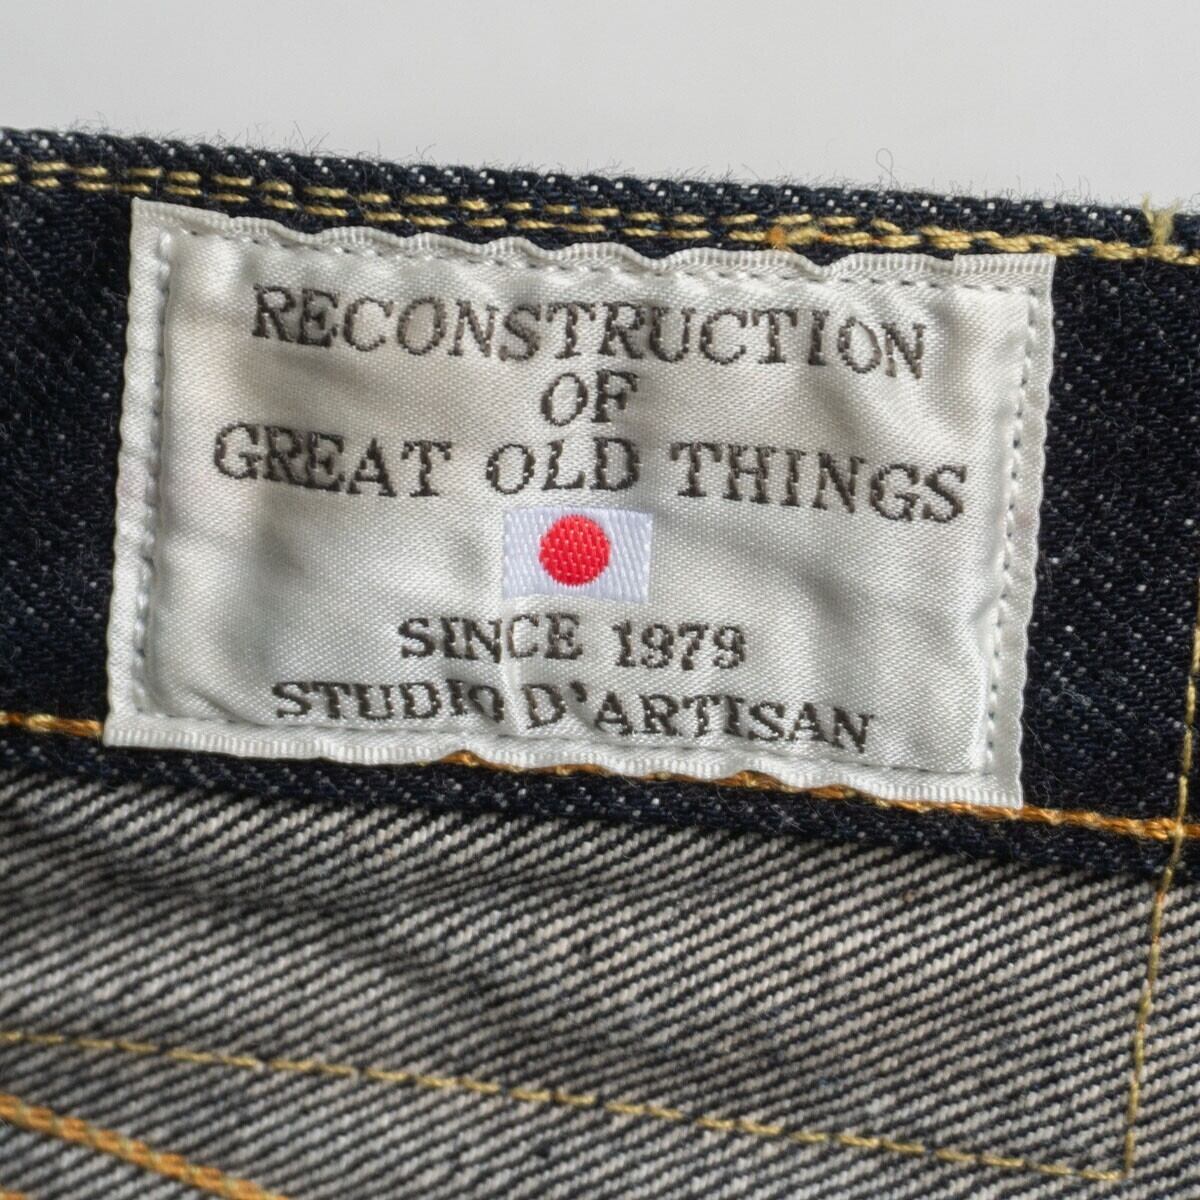 RECONSTRUCTION
OF
GREAT OLD THINGS
SINCE 1979
STUDIO D'ARTISAN